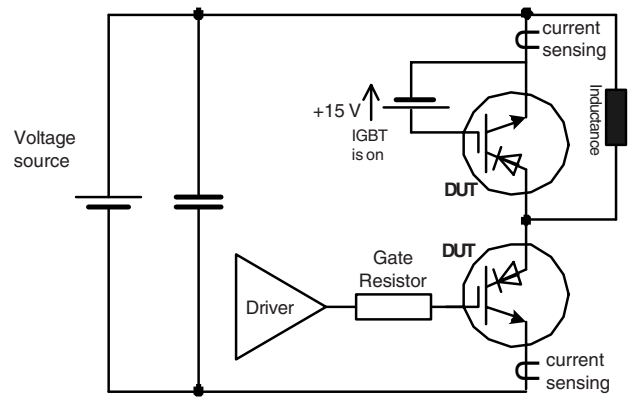 current
sensing
+15 V
IGBT
is on
Inductance
Voltage
source
DUT
DUT
Gate
Resistor
Driver
current
sensing